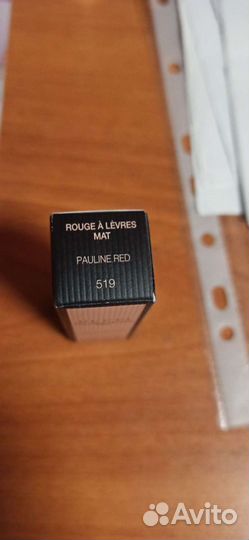 ROUGE À LÈVRES
MAT
PAULINE RED
519
Avito